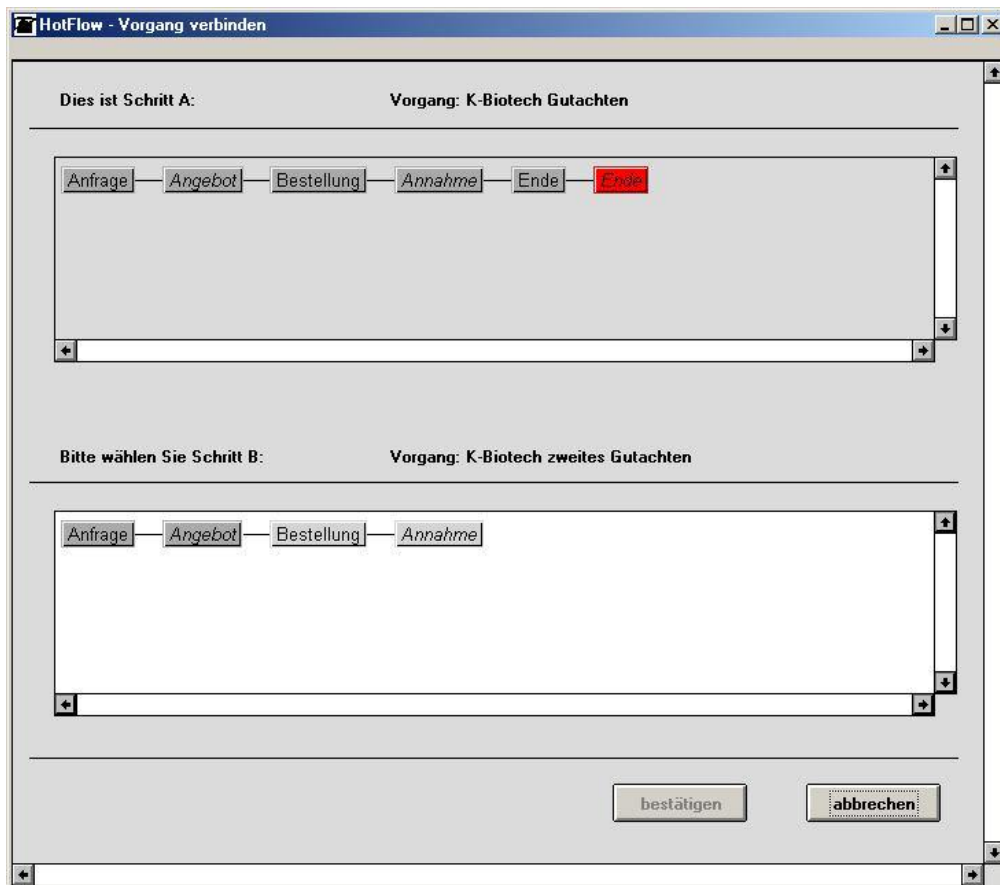 HotFlow - Vorgang verbinden
Dies ist Schritt A: Vorgang: K-Biotech Gutachten
Anfrage Angebot Bestellung Annahme Ende Ende
Bitte wählen Sie Schritt B: Vorgang: K-Biotech zweites Gutachten
Anfrage Angebot Bestellung Annahme
bestätigen abbrechen